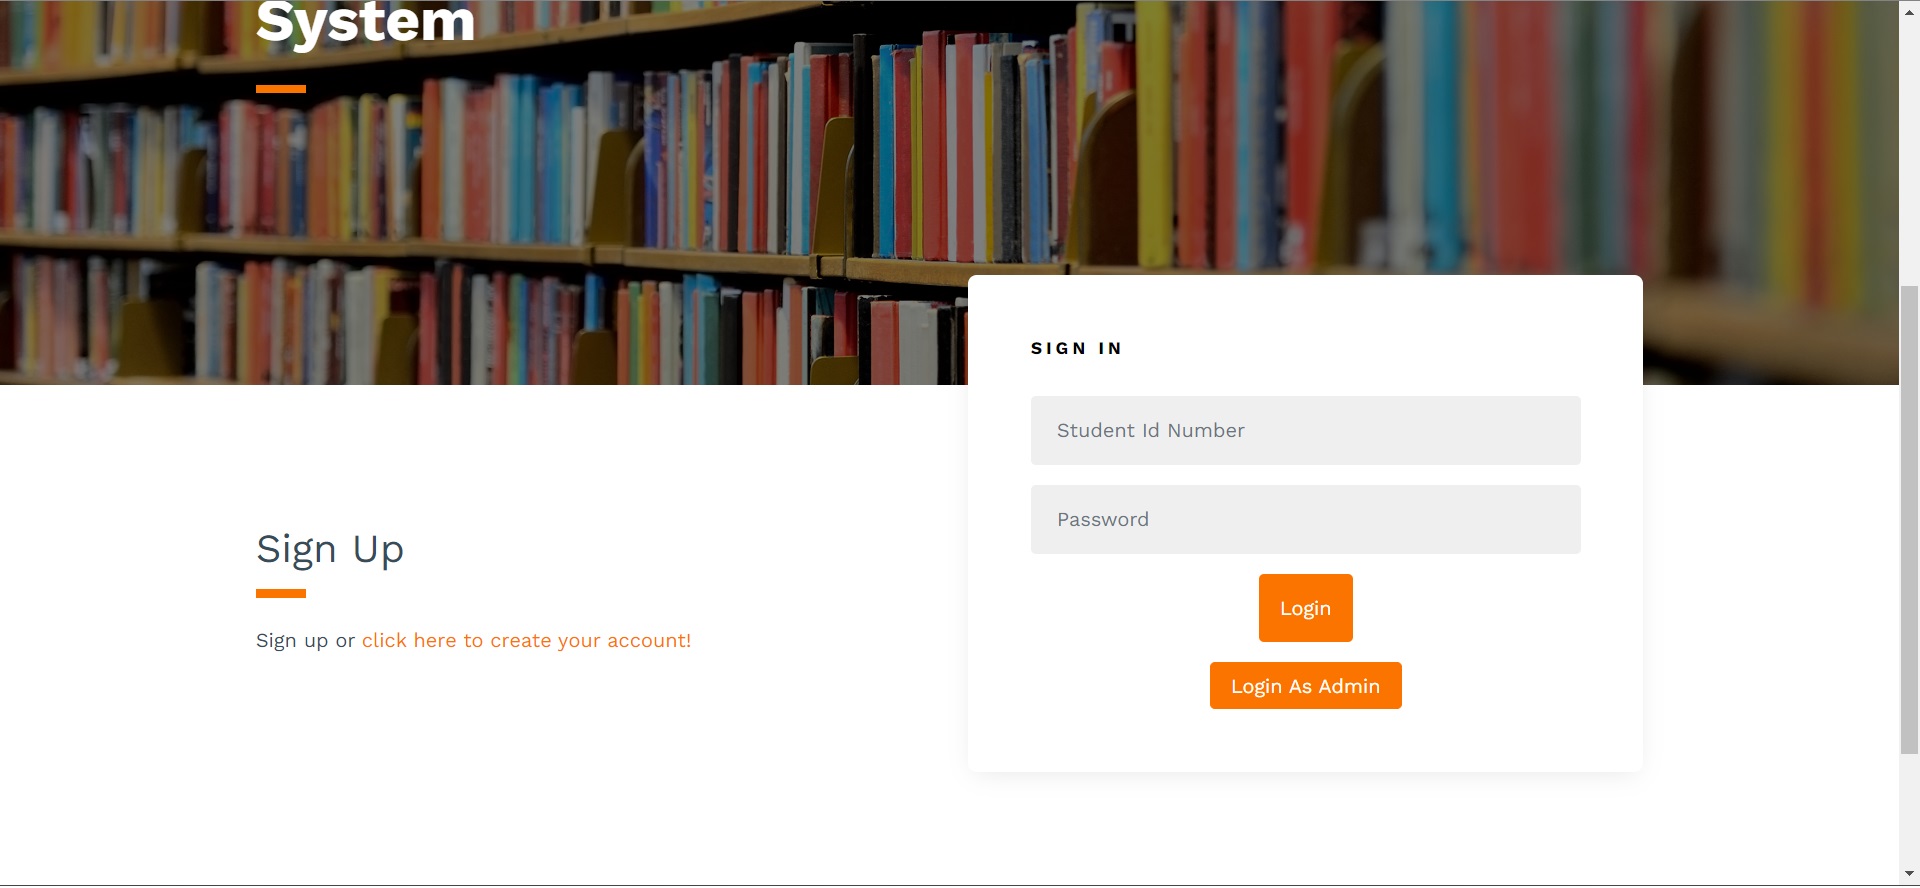 System
SIGN IN
Student Id Number
Password
Login
Login As Admin
Sign Up
Sign up or click here to create your account!